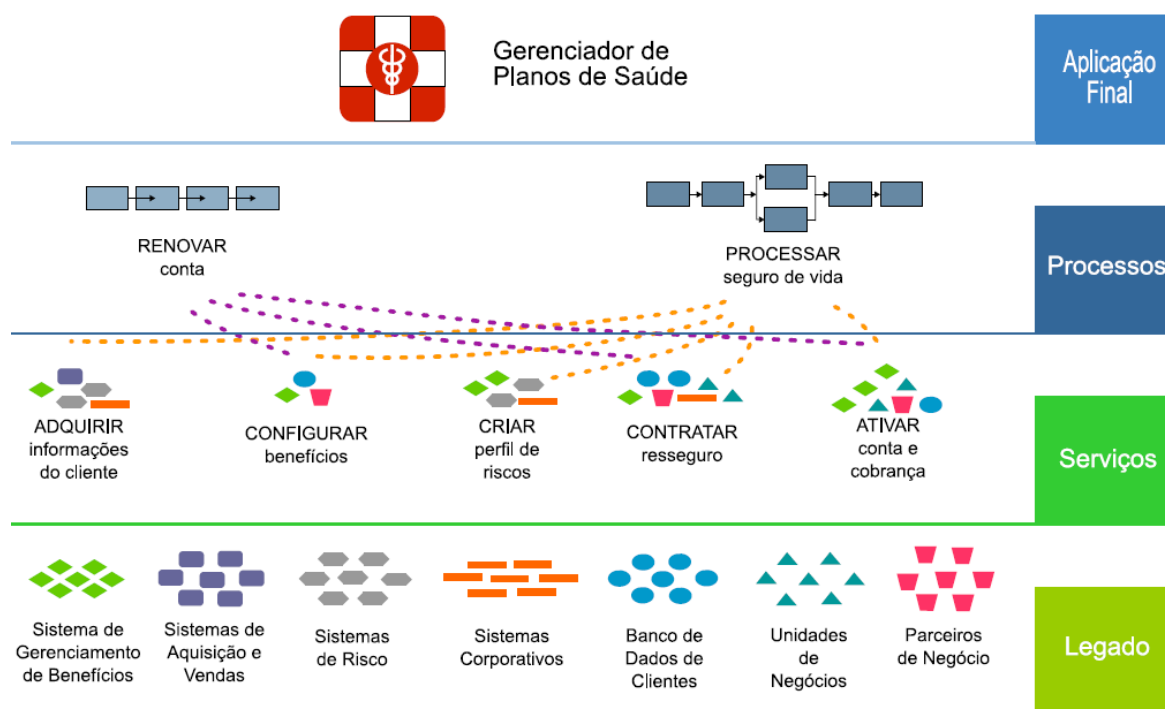 Gerenciador de
Planos de Saúde
Aplicação
Final
RENOVAR
conta
PROCESSAR
seguro de vida
Processos
ADQUIRIR
informações
do cliente
CONFIGURAR
benefícios
CRIAR
perfil de
riscos
CONTRATAR
resseguro
ATIVAR
conta e
cobrança
Serviços
Sistema de
Gerenciamento
de Benefícios
Sistemas de
Aquisição e
Vendas
Sistemas
de Risco
Sistemas
Corporativos
Banco de
Dados de
Clientes
Unidades
de
Negócios
Parceiros
de Negócio
Legado